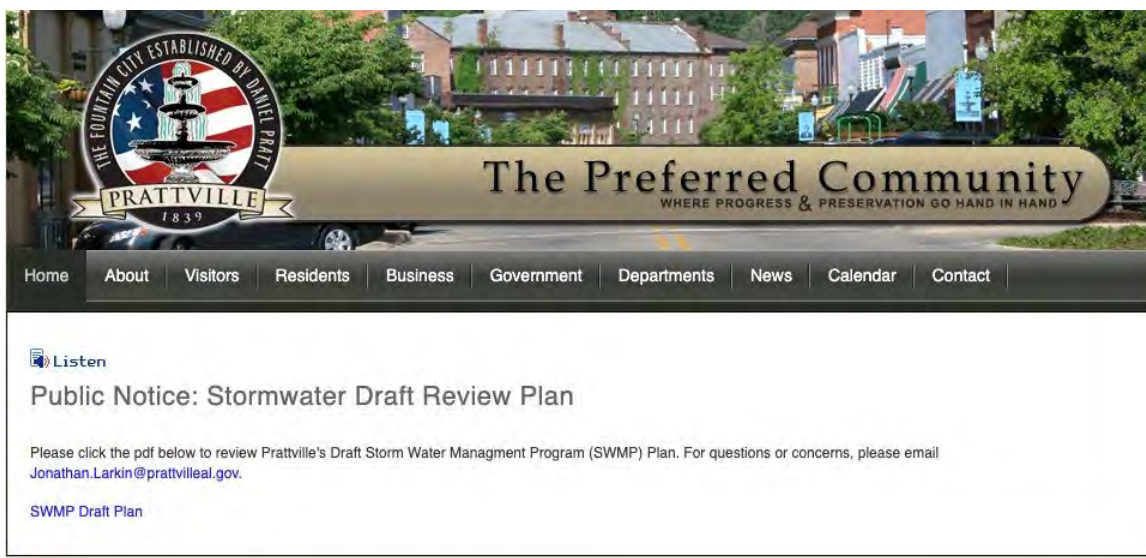 THE FOUNTAIN CITY ESTABLISHED BY DANIEL PRATT
PRATTVILLE
1839
The Preferred Community
WHERE PROGRESS & PRESERVATION GO HAND IN HAND
Home About Visitors Residents Business Government Departments News Calendar Contact
Listen
Public Notice: Stormwater Draft Review Plan
Please click the pdf below to review Prattville's Draft Storm Water Managment Program (SWMP) Plan. For questions or concerns, please email
Jonathan.Larkin@prattvilleal.gov.
SWMP Draft Plan